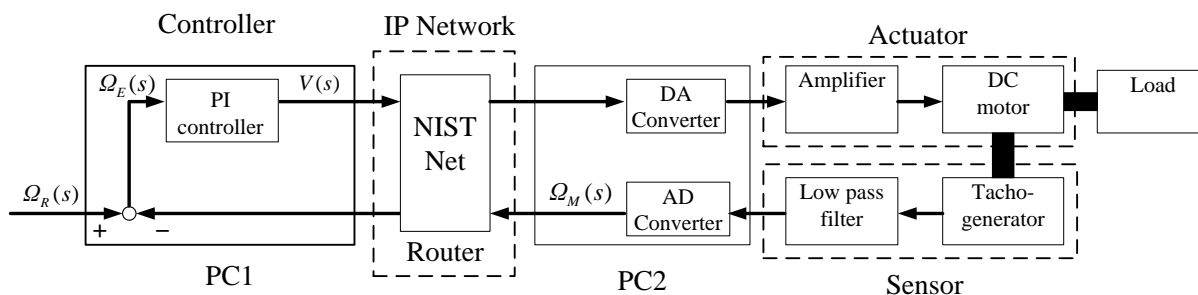 Controller
IP Network
Actuator
Ω_E(s)
V(s)
PI
controller
NIST
Net
DA
Converter
Amplifier
DC
motor
Load
Ω_R(s)
+
−
Ω_M(s)
AD
Converter
Low pass
filter
Tacho-
generator
Router
PC1
PC2
Sensor